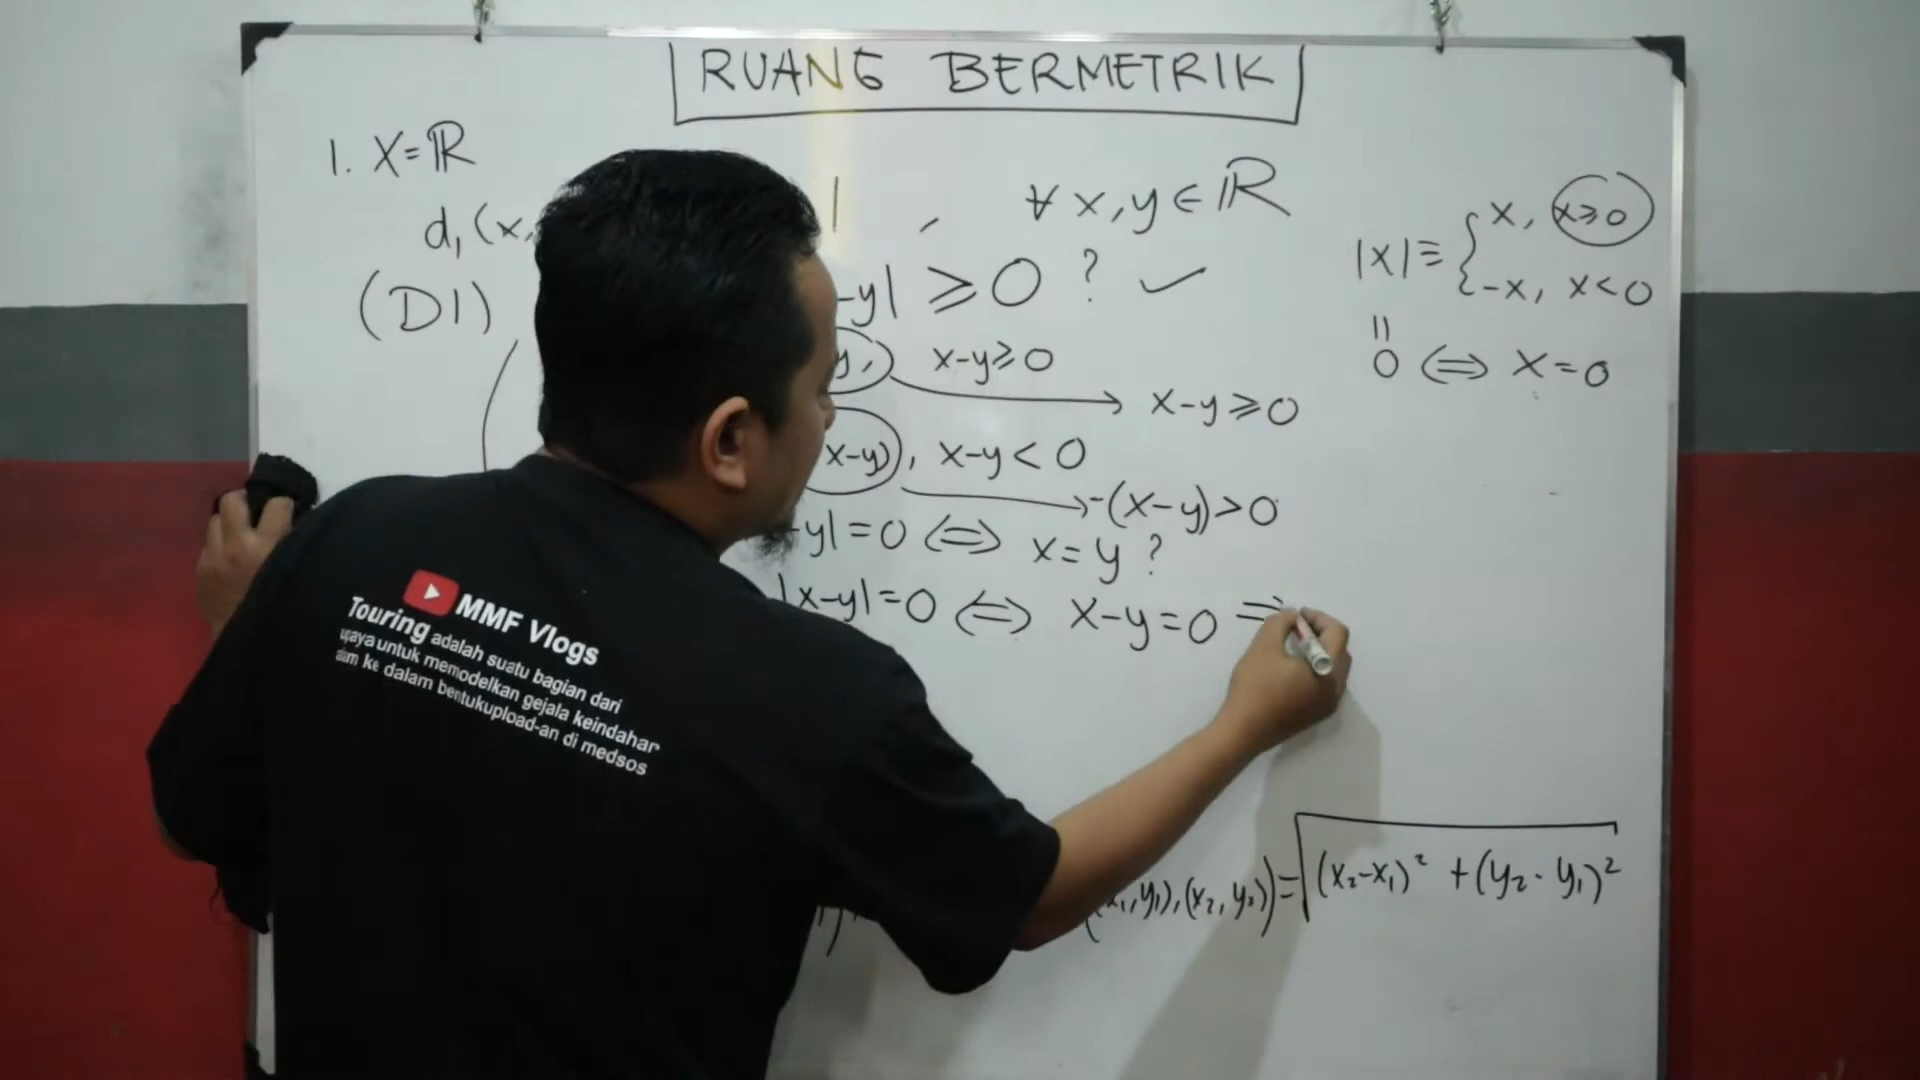 RUANG BERMETRIK
1. X=ℝ
d₁(x,
| , ∀ x,y ∈ ℝ
(D1) -y| ⩾ 0 ? ✓
y, x-y⩾0
→ x-y⩾0
x-y), x-y<0
→ -(x-y)>0
-y|=0 ⇔ x=y ?
|x-y|=0 ⇔ x-y=0 ⇒
|x| ≡ { x, x⩾0
-x, x<0
||
0 ⇔ x=0
(x₁,y₁),(x₂,y₂))=√(x₂-x₁)² +(y₂-y₁)²
MMF Vlogs
Touring adalah suatu bagian dari
upaya untuk memodelkan gejala keindahan
alam ke dalam bentukupload-an di medsos